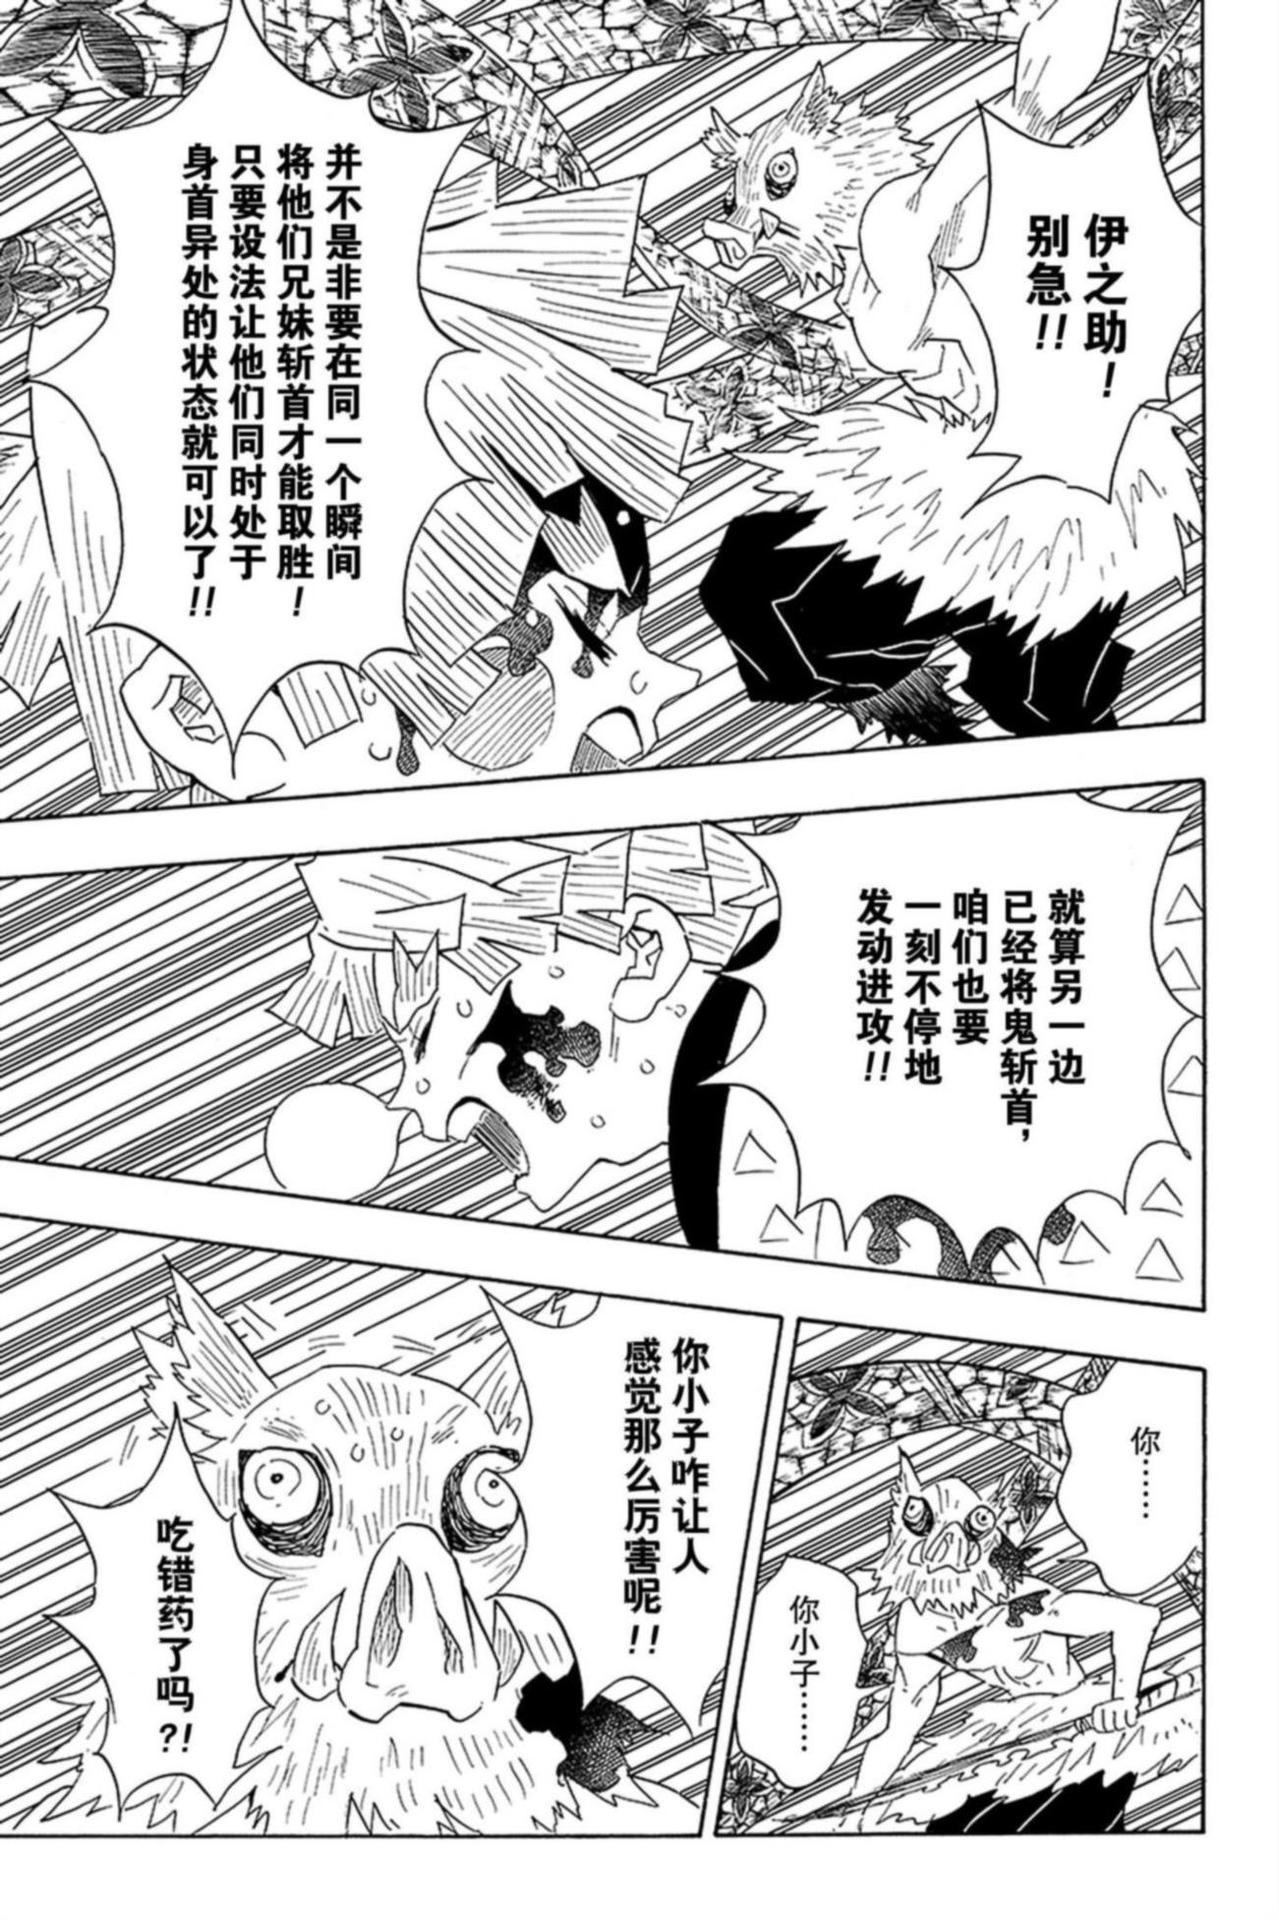 伊之助！
别急!!
并不是非要在同一个瞬间
将他们兄妹斩首才能取胜！
只要设法让他们同时处于
身首异处的状态就可以了!!
就算另一边
已经将鬼斩首，
咱们也要
一刻不停地
发动进攻!!
你……
你小子……
你小子咋让人
感觉那么厉害呢!!
吃错药了吗?!